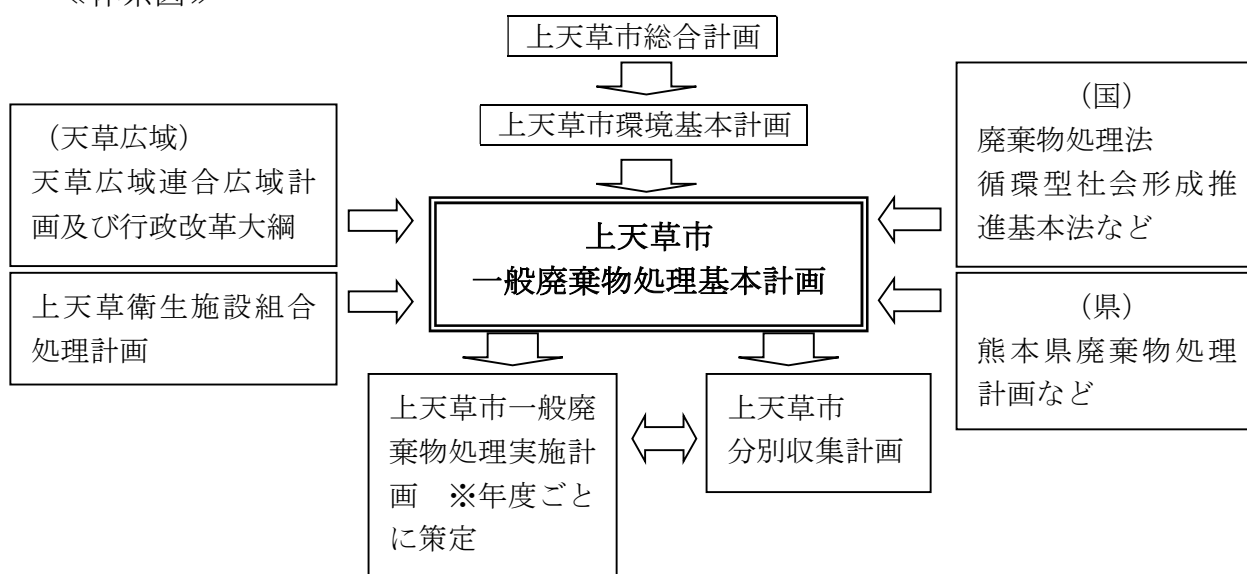 上天草市総合計画
上天草市環境基本計画
（天草広域）
天草広域連合広域計
画及び行政改革大綱
上天草衛生施設組合
処理計画
上天草市
一般廃棄物処理基本計画
（国）
廃棄物処理法
循環型社会形成推
進基本法など
（県）
熊本県廃棄物処理
計画など
上天草市一般廃
棄物処理実施計
画　※年度ごと
に策定
上天草市
分別収集計画